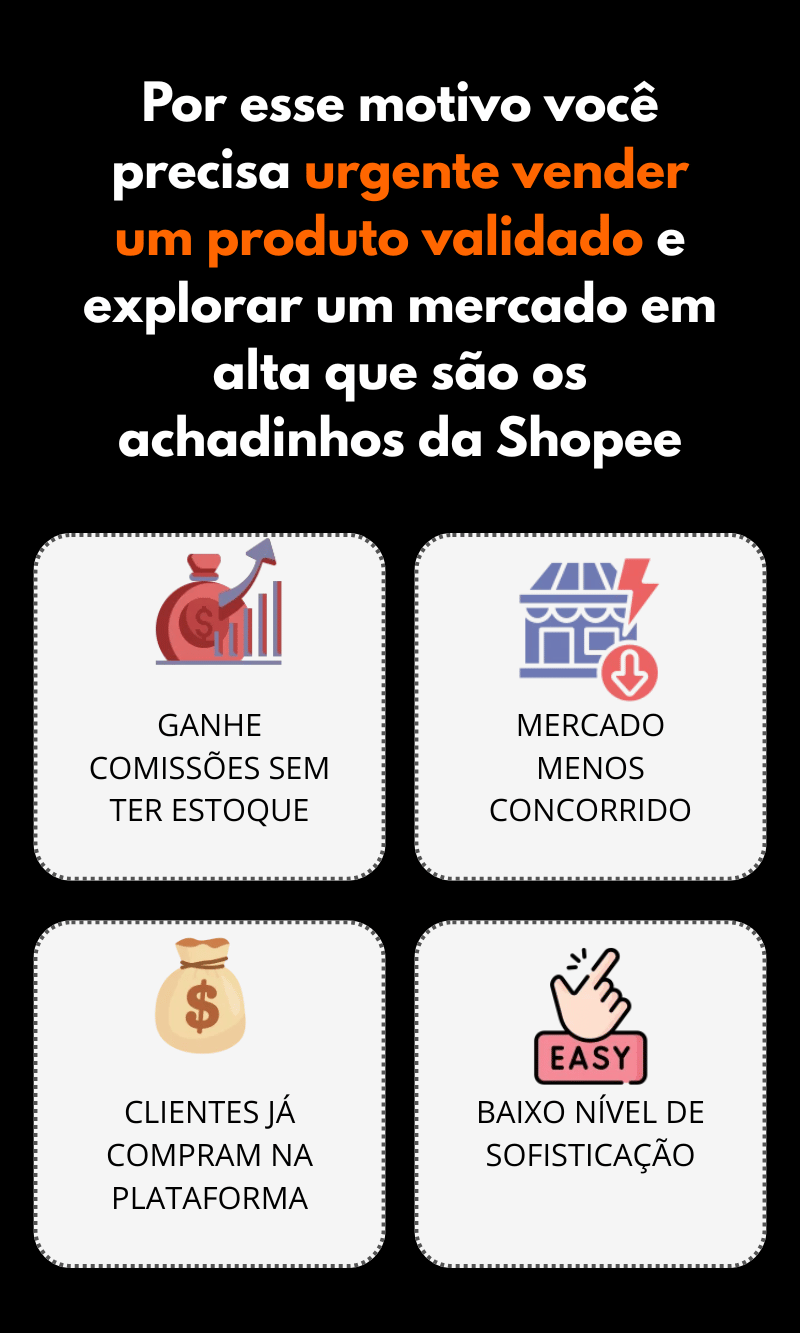 Por esse motivo você
precisa urgente vender
um produto validado e
explorar um mercado em
alta que são os
achadinhos da Shopee
$
GANHE
COMISSÕES SEM
TER ESTOQUE
MERCADO
MENOS
CONCORRIDO
$
CLIENTES JÁ
COMPRAM NA
PLATAFORMA
EASY
BAIXO NÍVEL DE
SOFISTICAÇÃO